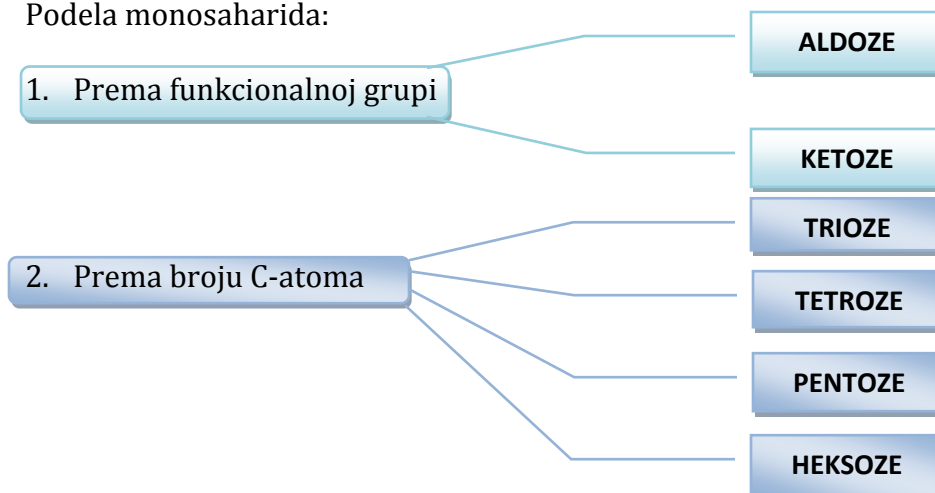 Podela monosaharida:
1. Prema funkcionalnoj grupi
ALDOZE
KETOZE
2. Prema broju C-atoma
TRIOZE
TETROZE
PENTOZE
HEKSOZE